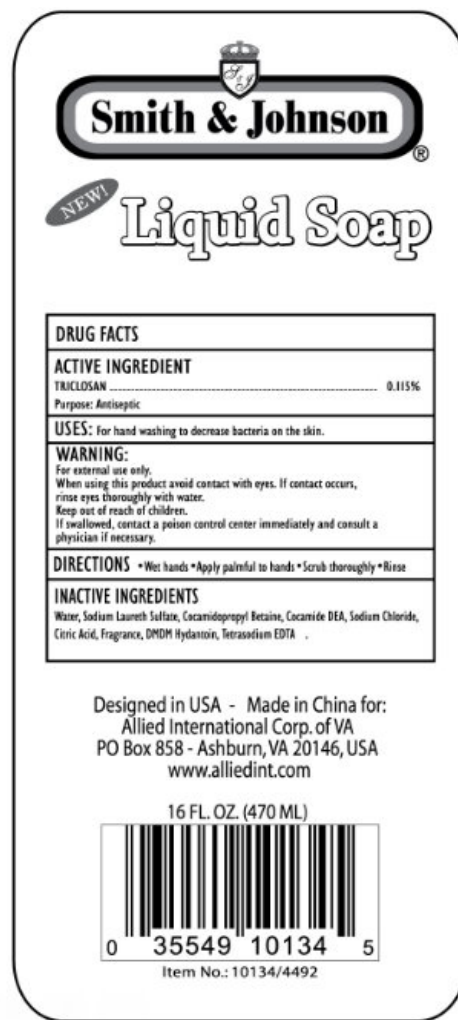 S & J
Smith & Johnson
®
NEW!
Liquid Soap
DRUG FACTS
ACTIVE INGREDIENT
TRICLOSAN ........................................................................ 0.115%
Purpose: Antiseptic
USES: For hand washing to decrease bacteria on the skin.
WARNING:
For external use only.
When using this product avoid contact with eyes. If contact occurs,
rinse eyes thoroughly with water.
Keep out of reach of children.
If swallowed, contact a poison control center immediately and consult a
physician if necessary.
DIRECTIONS • Wet hands • Apply palmful to hands • Scrub thoroughly • Rinse
INACTIVE INGREDIENTS
Water, Sodium Laureth Sulfate, Cocamidopropyl Betaine, Cocamide DEA, Sodium Chloride,
Citric Acid, Fragrance, DMDM Hydantoin, Tetrasodium EDTA .
Designed in USA - Made in China for:
Allied International Corp. of VA
PO Box 858 - Ashburn, VA 20146, USA
www.alliedint.com
16 FL. OZ. (470 ML)
0 35549 10134 5
Item No.: 10134/4492